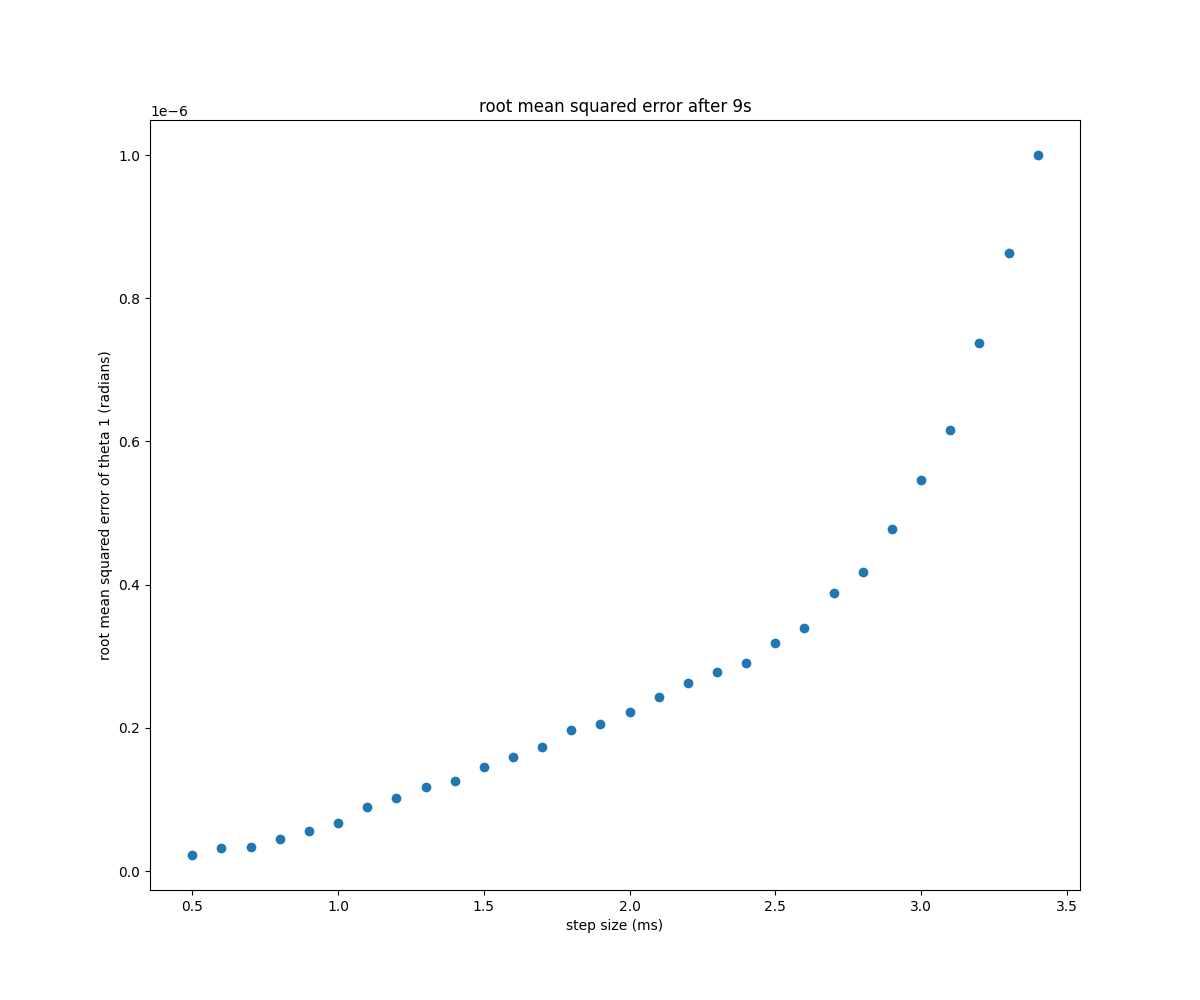 root mean squared error after 9s
1e−6
1.0
0.8
0.6
0.4
0.2
0.0
root mean squared error of theta 1 (radians)
0.5 1.0 1.5 2.0 2.5 3.0 3.5
step size (ms)